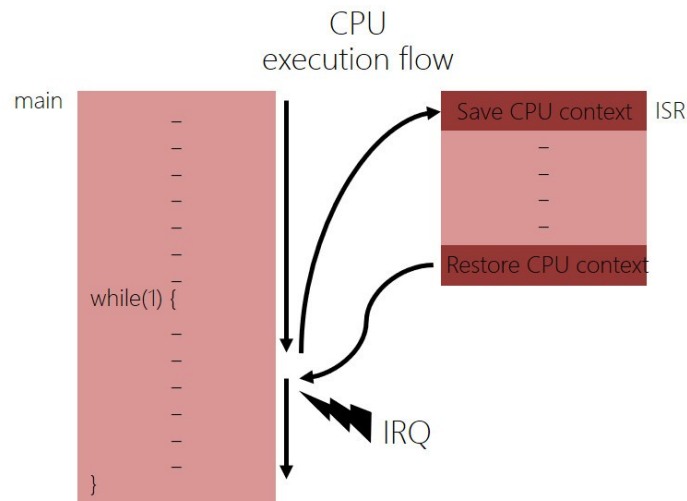 CPU
execution flow
main
–
–
–
–
–
–
–
while(1) {
–
–
–
–
–
–
}
Save CPU context
ISR
–
–
–
–
Restore CPU context
IRQ